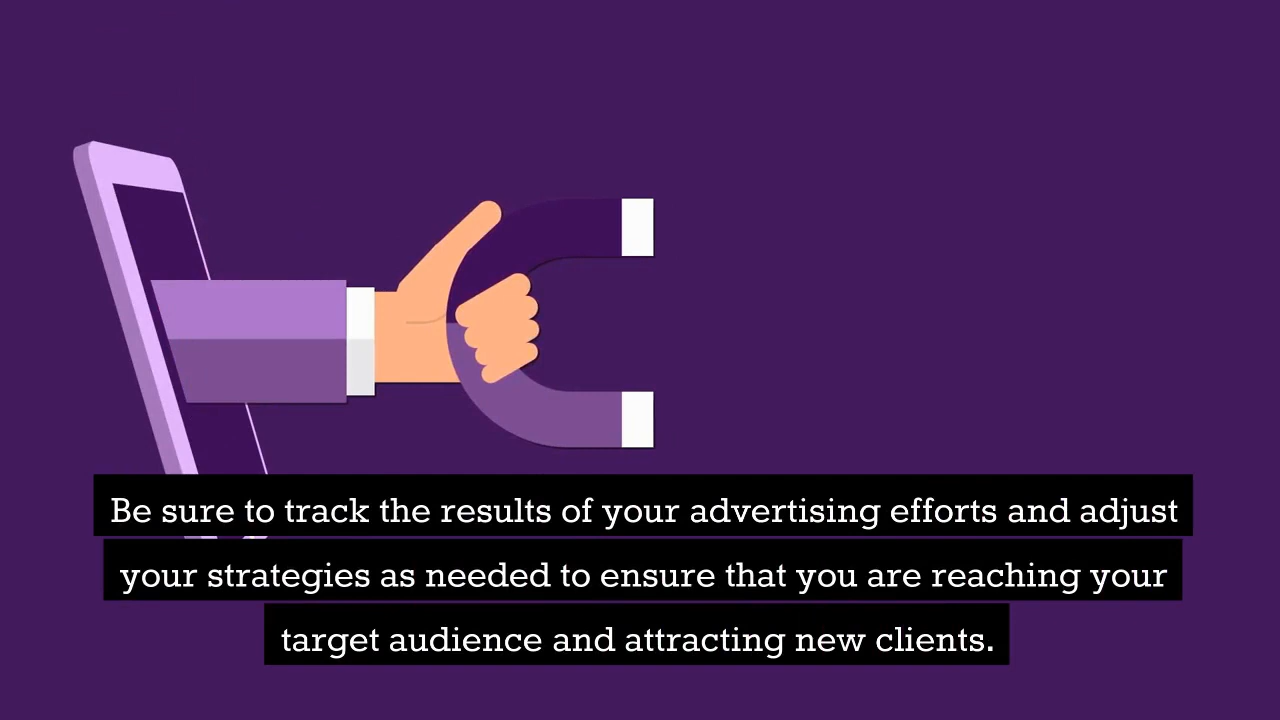 Be sure to track the results of your advertising efforts and adjust
your strategies as needed to ensure that you are reaching your
target audience and attracting new clients.